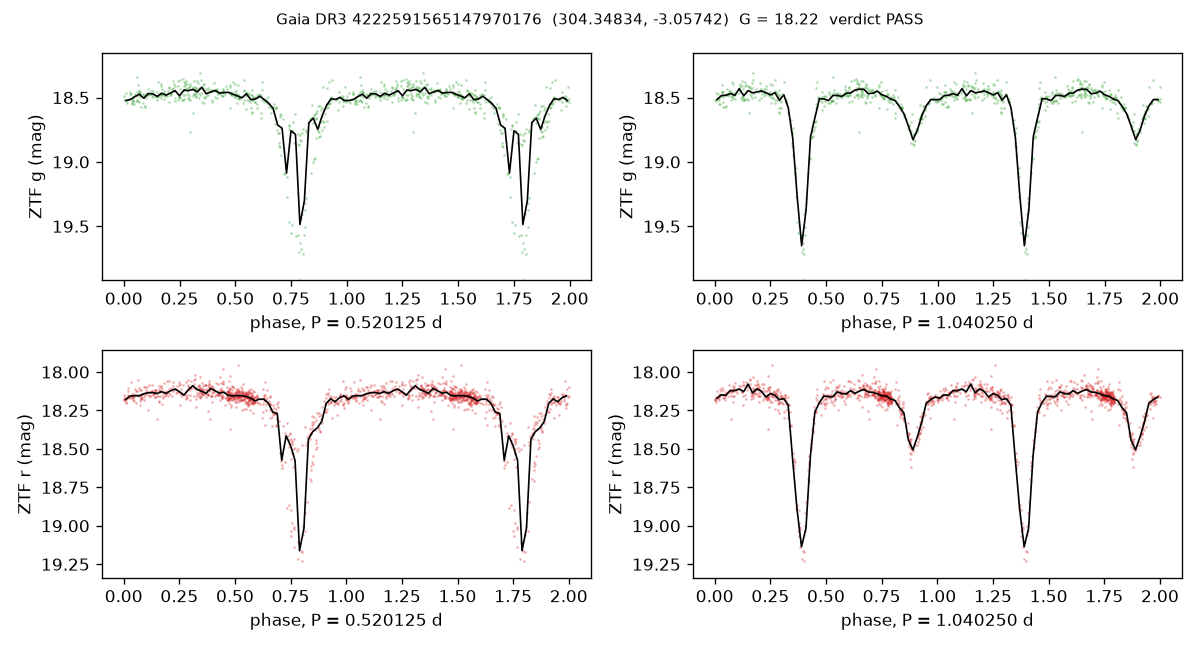 Gaia DR3 4222591565147970176  (304.34834, -3.05742)  G = 18.22  verdict PASS
ZTF g (mag)
18.5
19.0
19.5
0.00 0.25 0.50 0.75 1.00 1.25 1.50 1.75 2.00
phase, P = 0.520125 d
ZTF g (mag)
18.5
19.0
19.5
0.00 0.25 0.50 0.75 1.00 1.25 1.50 1.75 2.00
phase, P = 1.040250 d
ZTF r (mag)
18.00
18.25
18.50
18.75
19.00
19.25
0.00 0.25 0.50 0.75 1.00 1.25 1.50 1.75 2.00
phase, P = 0.520125 d
ZTF r (mag)
18.00
18.25
18.50
18.75
19.00
19.25
0.00 0.25 0.50 0.75 1.00 1.25 1.50 1.75 2.00
phase, P = 1.040250 d